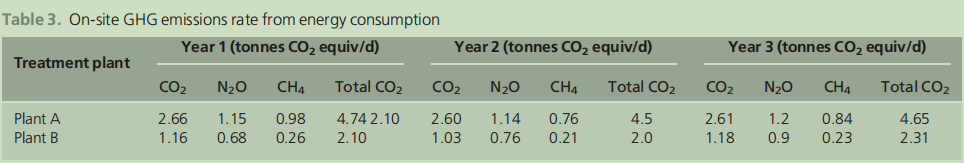 Table 3. On-site GHG emissions rate from energy consumption
Treatment plant Year 1 (tonnes CO₂ equiv/d) Year 2 (tonnes CO₂ equiv/d) Year 3 (tonnes CO₂ equiv/d)
CO₂ N₂O CH₄ Total CO₂ CO₂ N₂O CH₄ Total CO₂ CO₂ N₂O CH₄ Total CO₂
Plant A 2.66 1.15 0.98 4.74 2.10 2.60 1.14 0.76 4.5 2.61 1.2 0.84 4.65
Plant B 1.16 0.68 0.26 2.10 1.03 0.76 0.21 2.0 1.18 0.9 0.23 2.31